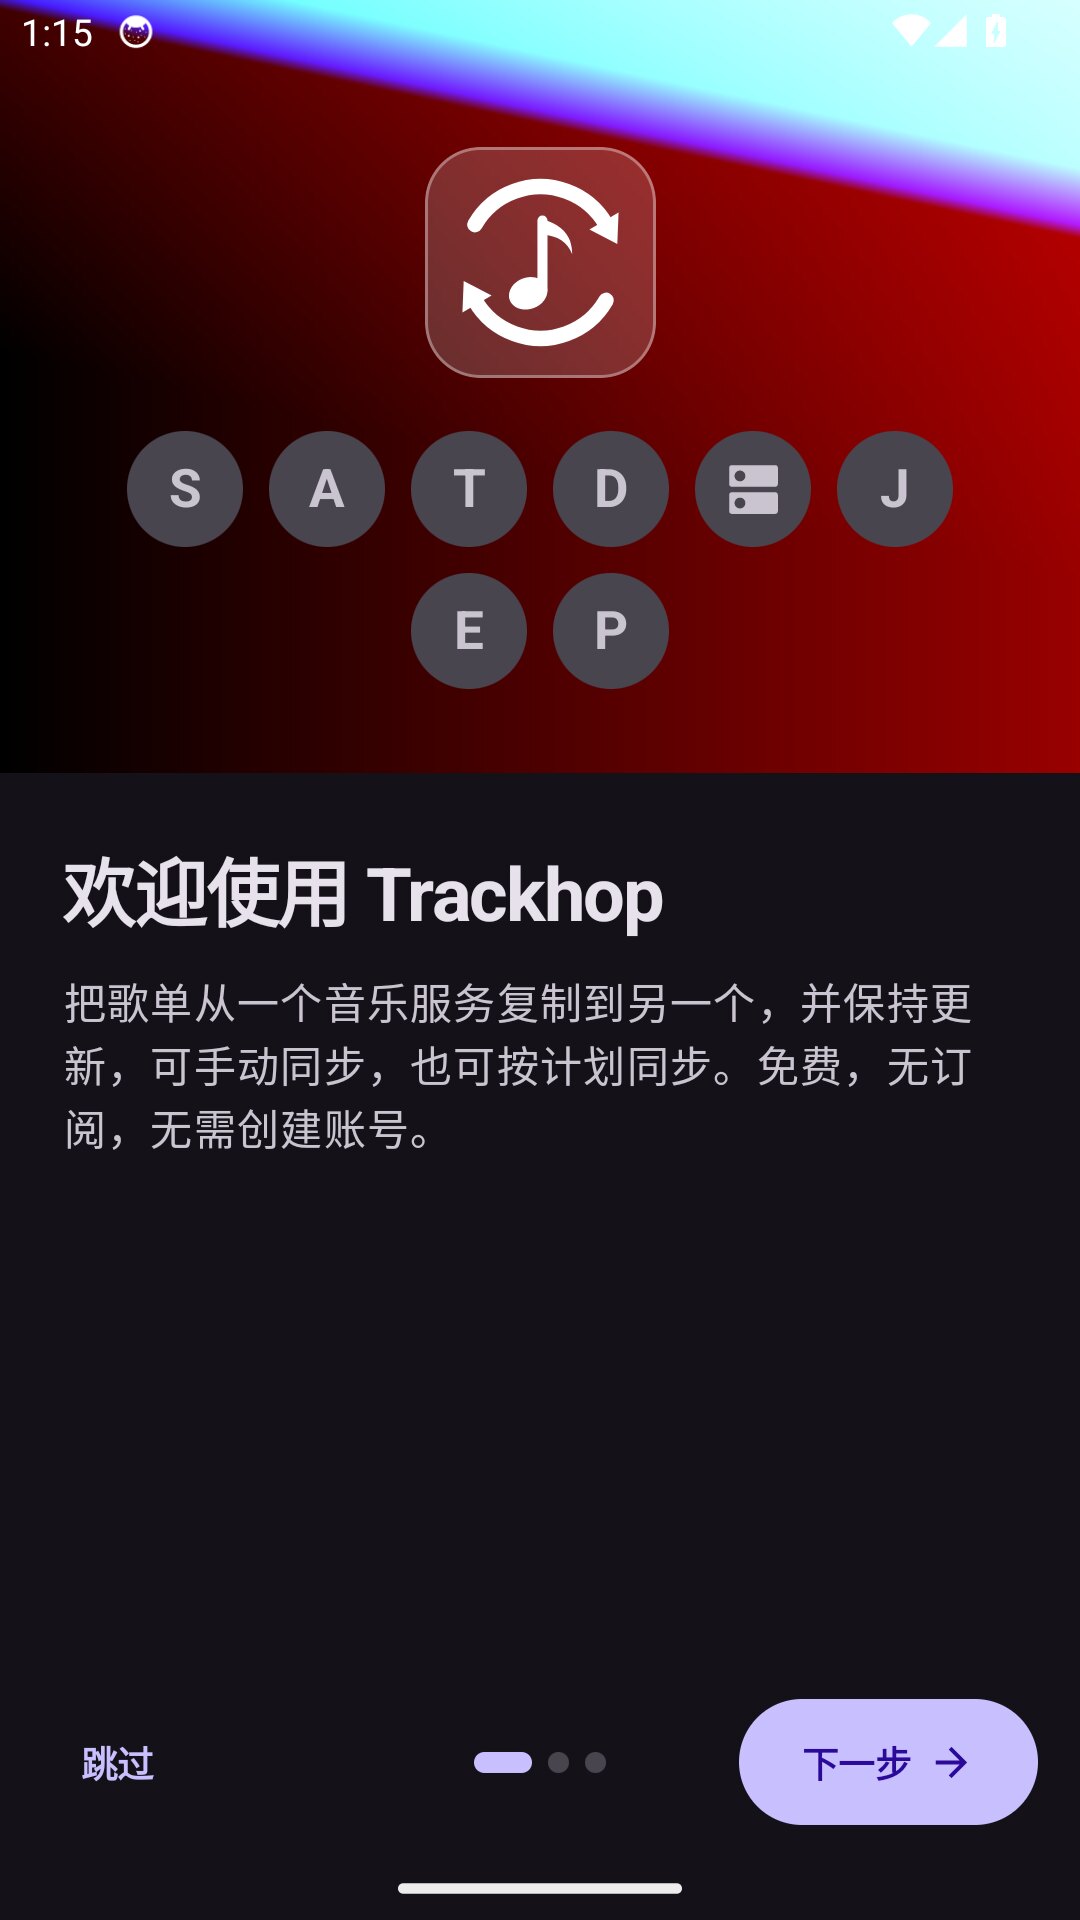 1:15
S A T D J
E P
欢迎使用 Trackhop
把歌单从一个音乐服务复制到另一个，并保持更
新，可手动同步，也可按计划同步。免费，无订
阅，无需创建账号。
跳过
下一步